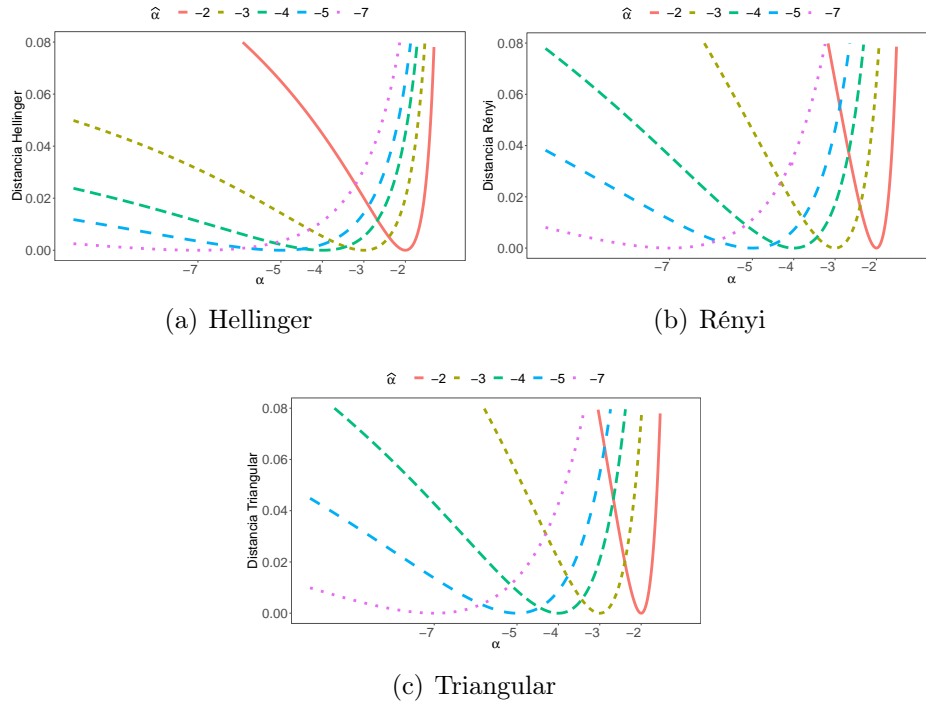 α̂ −2 −3 −4 −5 −7
α̂ −2 −3 −4 −5 −7
Distancia Hellinger
0.08
0.06
0.04
0.02
0.00
−7 −5 −4 −3 −2
α
Distancia Rényi
0.08
0.06
0.04
0.02
0.00
−7 −5 −4 −3 −2
α
(a) Hellinger
(b) Rényi
α̂ −2 −3 −4 −5 −7
Distancia Triangular
0.08
0.06
0.04
0.02
0.00
−7 −5 −4 −3 −2
α
(c) Triangular